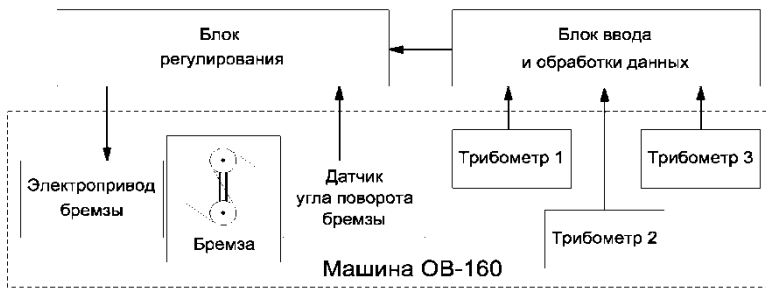 Блок
регулирования
Блок ввода
и обработки данных
Трибометр 1
Трибометр 3
Электропривод
бремзы
Датчик
угла поворота
бремзы
Бремза
Трибометр 2
Машина ОВ-160